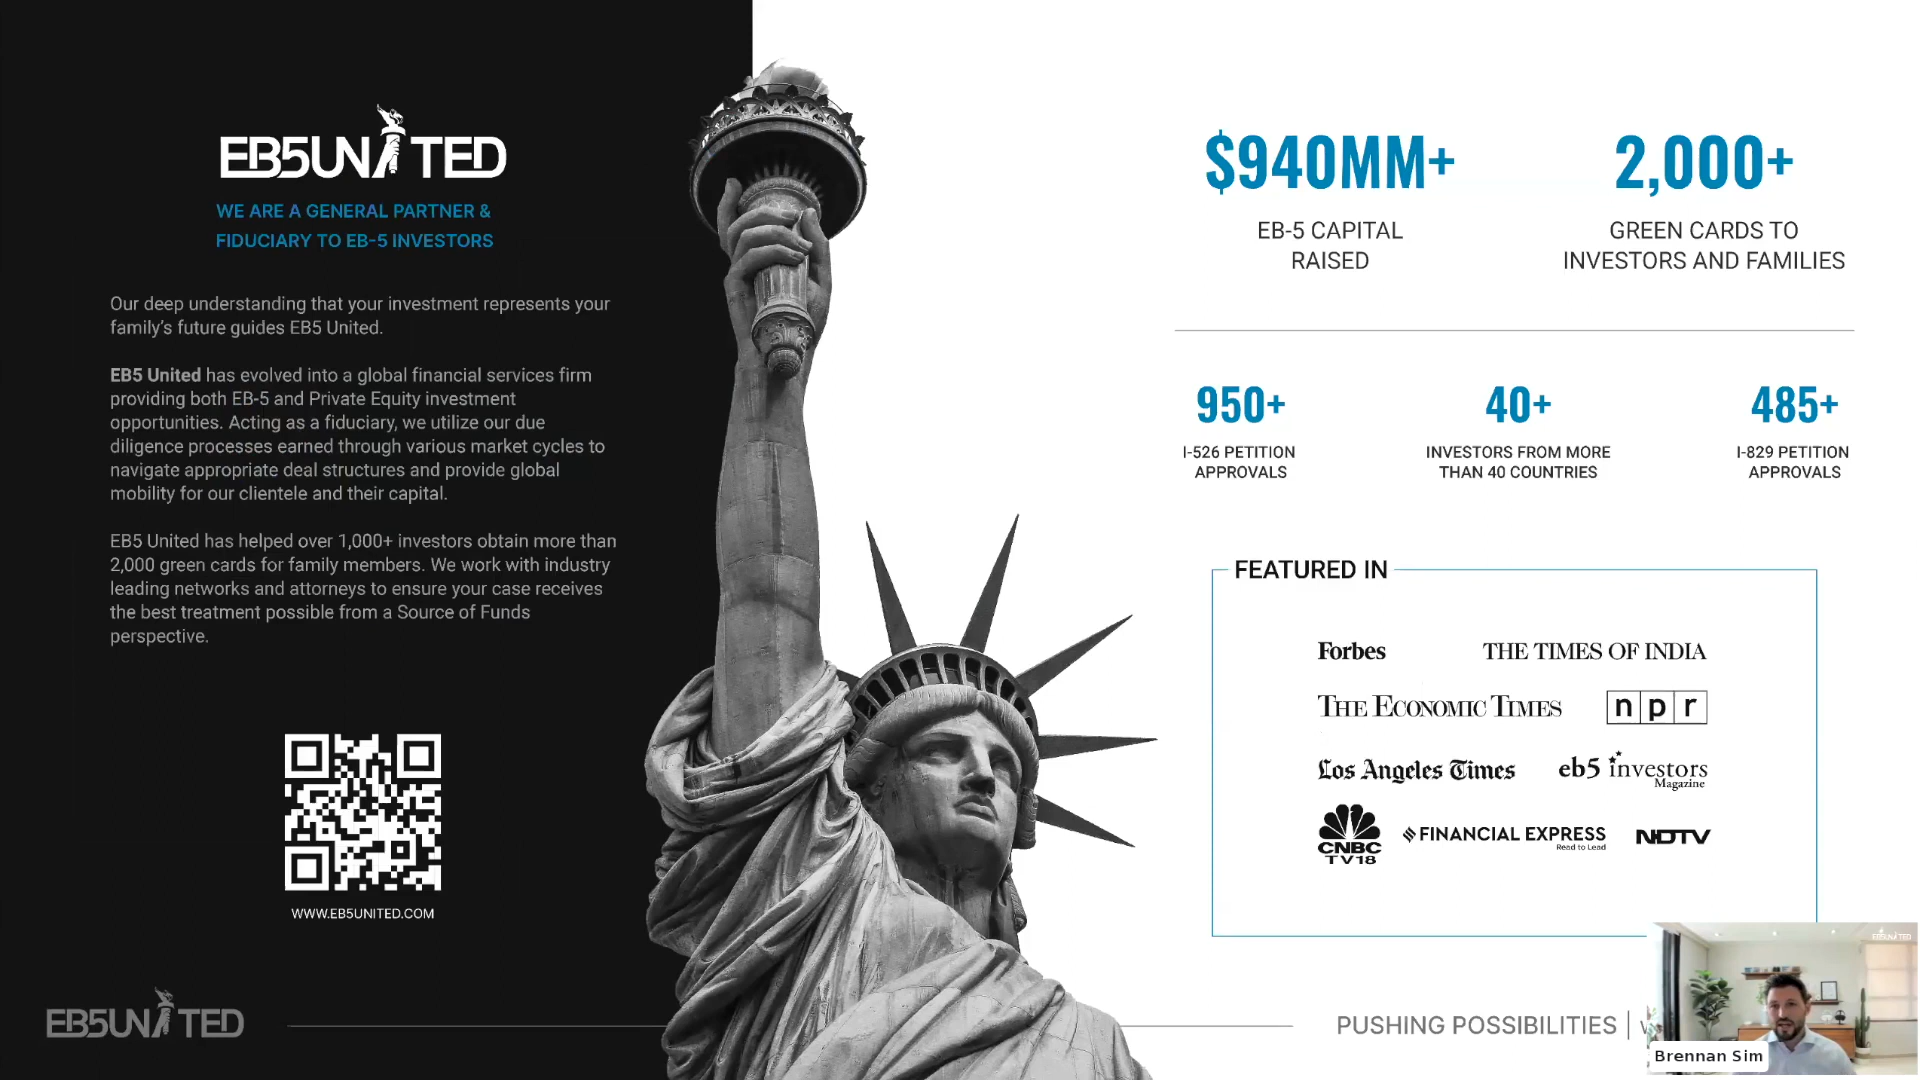 EB5UNITED
WE ARE A GENERAL PARTNER &
FIDUCIARY TO EB-5 INVESTORS
Our deep understanding that your investment represents your
family's future guides EB5 United.
EB5 United has evolved into a global financial services firm
providing both EB-5 and Private Equity investment
opportunities. Acting as a fiduciary, we utilize our due
diligence processes earned through various market cycles to
navigate appropriate deal structures and provide global
mobility for our clientele and their capital.
EB5 United has helped over 1,000+ investors obtain more than
2,000 green cards for family members. We work with industry
leading networks and attorneys to ensure your case receives
the best treatment possible from a Source of Funds
perspective.
WWW.EB5UNITED.COM
EB5UNITED
$940MM+
EB-5 CAPITAL
RAISED
2,000+
GREEN CARDS TO
INVESTORS AND FAMILIES
950+
I-526 PETITION
APPROVALS
40+
INVESTORS FROM MORE
THAN 40 COUNTRIES
485+
I-829 PETITION
APPROVALS
FEATURED IN
Forbes
THE TIMES OF INDIA
THE ECONOMIC TIMES
npr
Los Angeles Times
eb5 investors
Magazine
CNBC
TV18
FINANCIAL EXPRESS
Read to Lead
NDTV
PUSHING POSSIBILITIES |
EB5UNITED
Brennan Sim